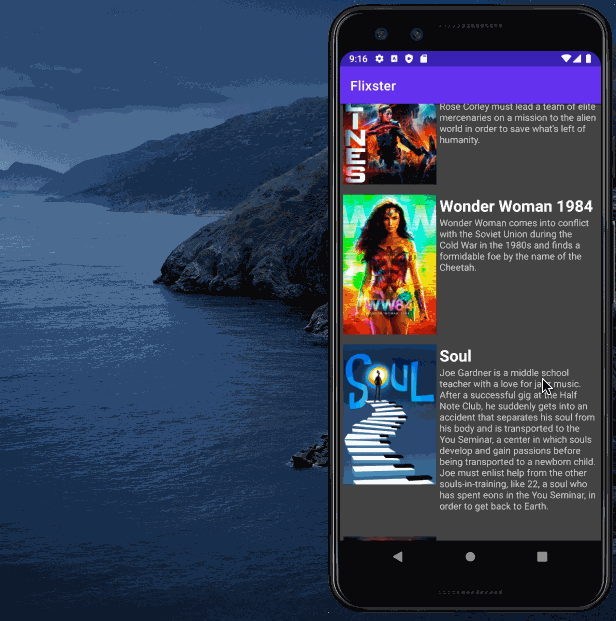 9:16
Flixster
Rose Corley must lead a team of elite
mercenaries on a mission to the alien
world in order to save what's left of
humanity.
LINES
Wonder Woman 1984
Wonder Woman comes into conflict
with the Soviet Union during the
Cold War in the 1980s and finds a
formidable foe by the name of the
Cheetah.
WW84
Soul
Joe Gardner is a middle school
teacher with a love for jazz music.
After a successful gig at the Half
Note Club, he suddenly gets into an
accident that separates his soul from
his body and is transported to the
You Seminar, a center in which souls
develop and gain passions before
being transported to a newborn child.
Joe must enlist help from the other
souls-in-training, like 22, a soul who
has spent eons in the You Seminar, in
order to get back to Earth.
SOUL